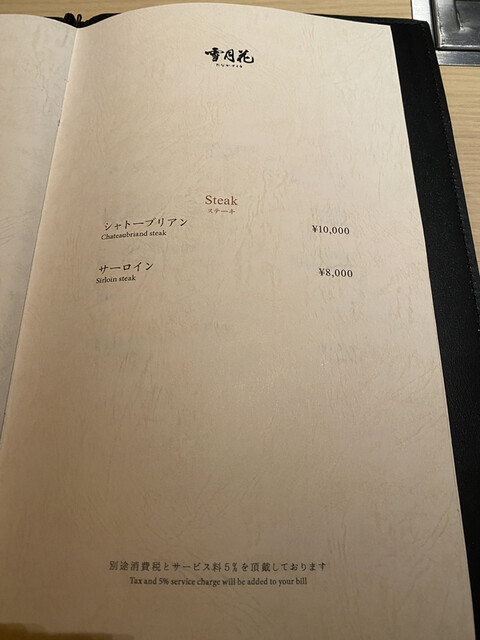 雪月花
Steak
ステーキ
シャトーブリアン ¥10,000
Chateaubriand steak
サーロイン ¥8,000
Sirloin steak
別途消費税とサービス料5%を頂戴しております
Tax and 5% service charge will be added to your bill